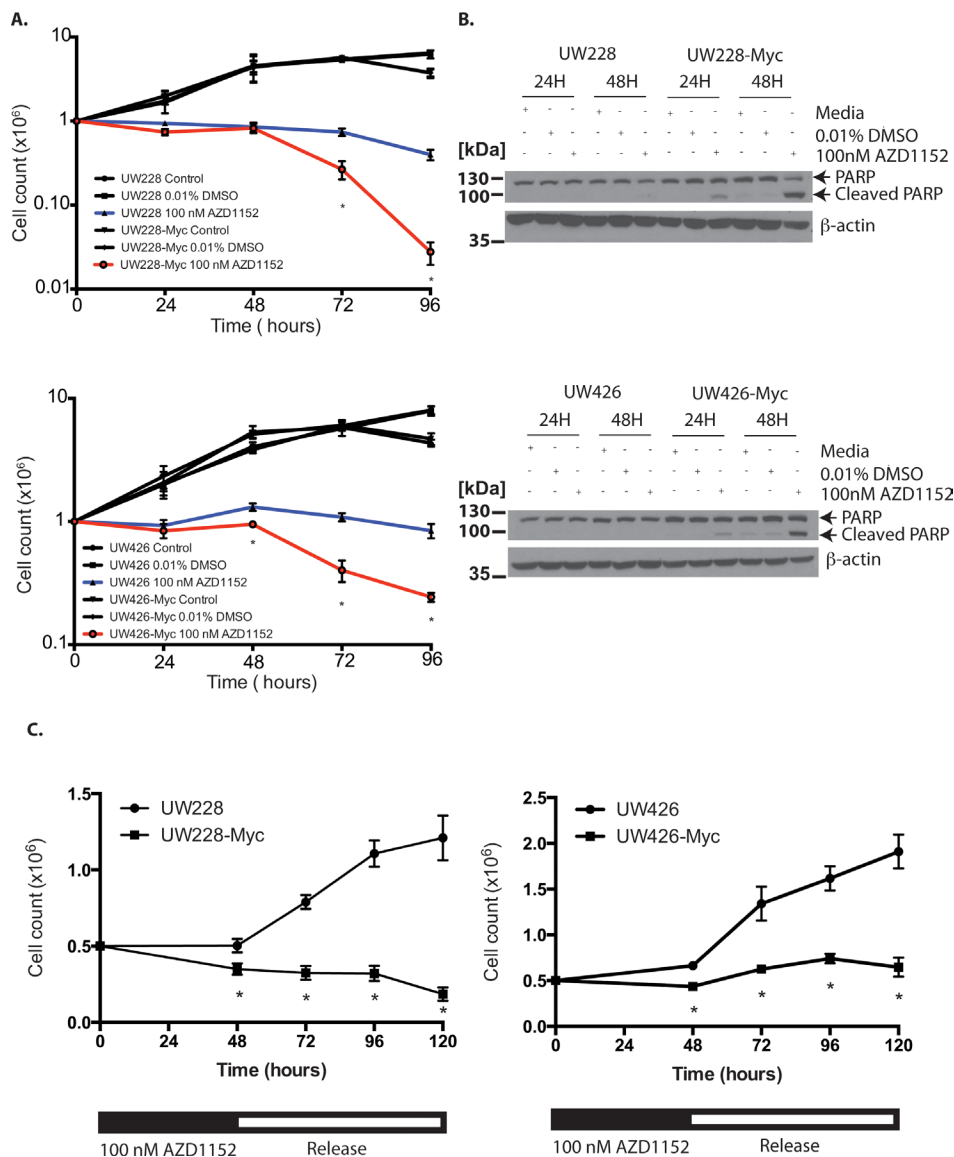 A.
10
1
0.10
0.01
Cell count (x10⁶)
UW228 Control
UW228 0.01% DMSO
UW228 100 nM AZD1152
UW228-Myc Control
UW228-Myc 0.01% DMSO
UW228-Myc 100 nM AZD1152
*
*
0 24 48 72 96
Time ( hours)
B.
UW228 UW228-Myc
24H 48H 24H 48H
+ - - + - - + - - + - - Media
- + - - + - - + - - + - 0.01% DMSO
- - + - - + - - + - - + 100nM AZD1152
[kDa]
130 PARP
100 Cleaved PARP
β-actin
35
10
1
0.1
Cell count (x10⁶)
UW426 Control
UW426 0.01% DMSO
UW426 100 nM AZD1152
UW426-Myc Control
UW426-Myc 0.01% DMSO
UW426-Myc 100 nM AZD1152
*
*
*
0 24 48 72 96
Time ( hours)
UW426 UW426-Myc
24H 48H 24H 48H
+ - - + - - + - - + - - Media
- + - - + - - + - - + - 0.01% DMSO
- - + - - + - - + - - + 100nM AZD1152
[kDa]
130 PARP
100 Cleaved PARP
β-actin
35
C.
1.5
1.0
0.5
0.0
Cell count (x10⁶)
UW228
UW228-Myc
* * * *
0 24 48 72 96 120
Time (hours)
100 nM AZD1152 Release
2.5
2.0
1.5
1.0
0.5
0.0
Cell count (x10⁶)
UW426
UW426-Myc
* * * *
0 24 48 72 96 120
Time (hours)
100 nM AZD1152 Release